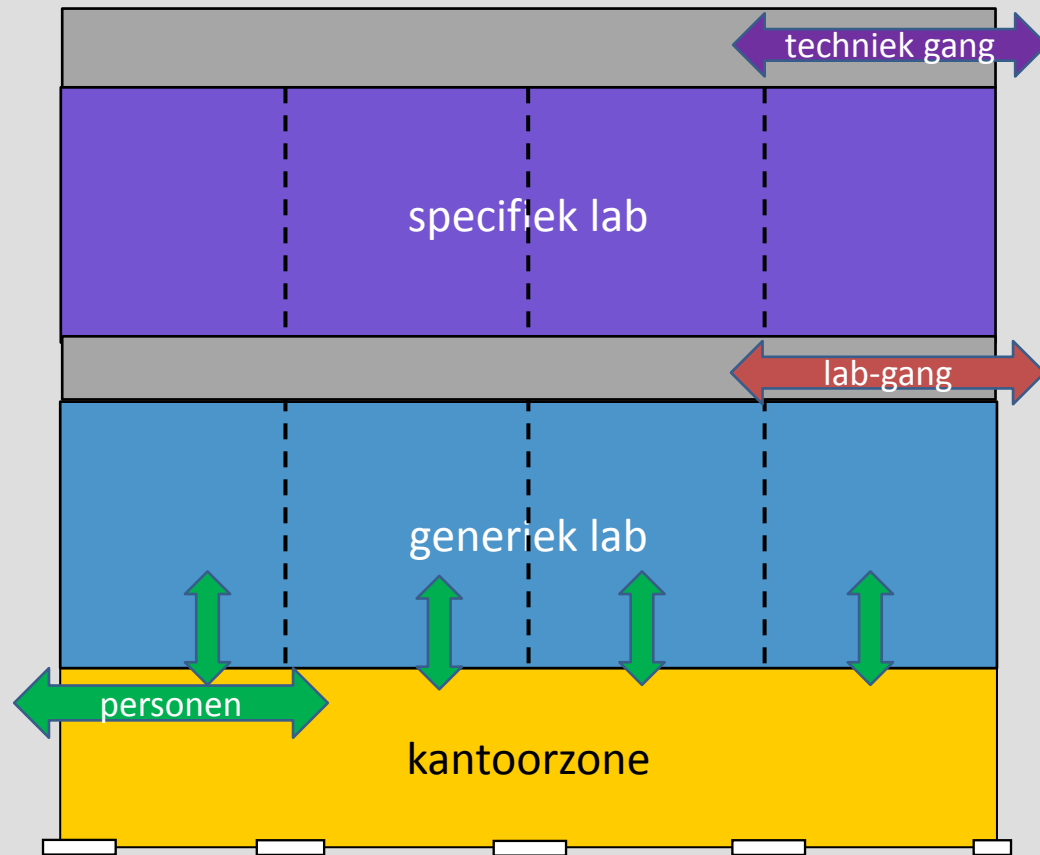 techniek gang
specifiek lab
lab-gang
generiek lab
personen
kantoorzone